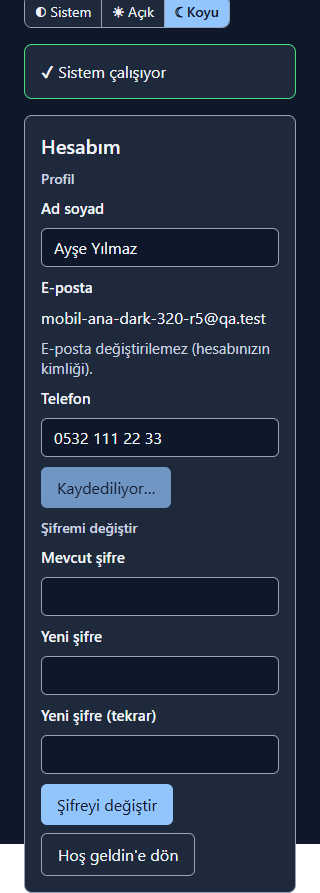 Sistem Açık Koyu
✓ Sistem çalışıyor
Hesabım
Profil
Ad soyad
Ayşe Yılmaz
E-posta
mobil-ana-dark-320-r5@qa.test
E-posta değiştirilemez (hesabınızın
kimliği).
Telefon
0532 111 22 33
Kaydediliyor...
Şifremi değiştir
Mevcut şifre
Yeni şifre
Yeni şifre (tekrar)
Şifreyi değiştir
Hoş geldin'e dön